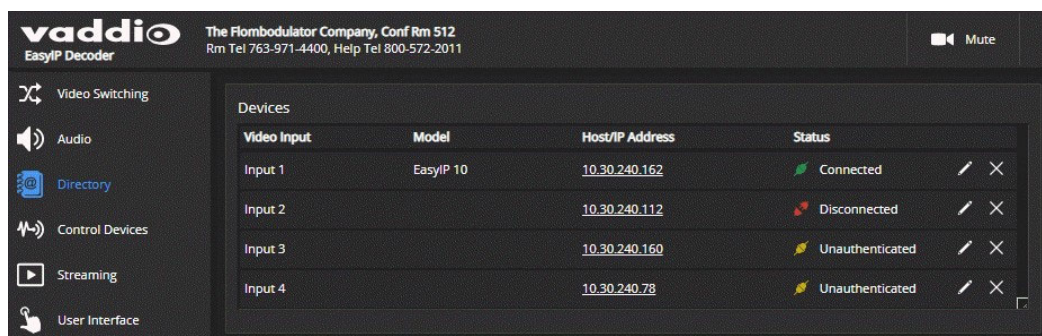 vaddio
EasyIP Decoder
The Flombodulator Company, Conf Rm 512
Rm Tel 763-971-4400, Help Tel 800-572-2011
Mute
Video Switching
Audio
Directory
Control Devices
Streaming
User Interface
Devices
Video Input Model Host/IP Address Status
Input 1 EasyIP 10 10.30.240.162 Connected
Input 2 10.30.240.112 Disconnected
Input 3 10.30.240.160 Unauthenticated
Input 4 10.30.240.78 Unauthenticated